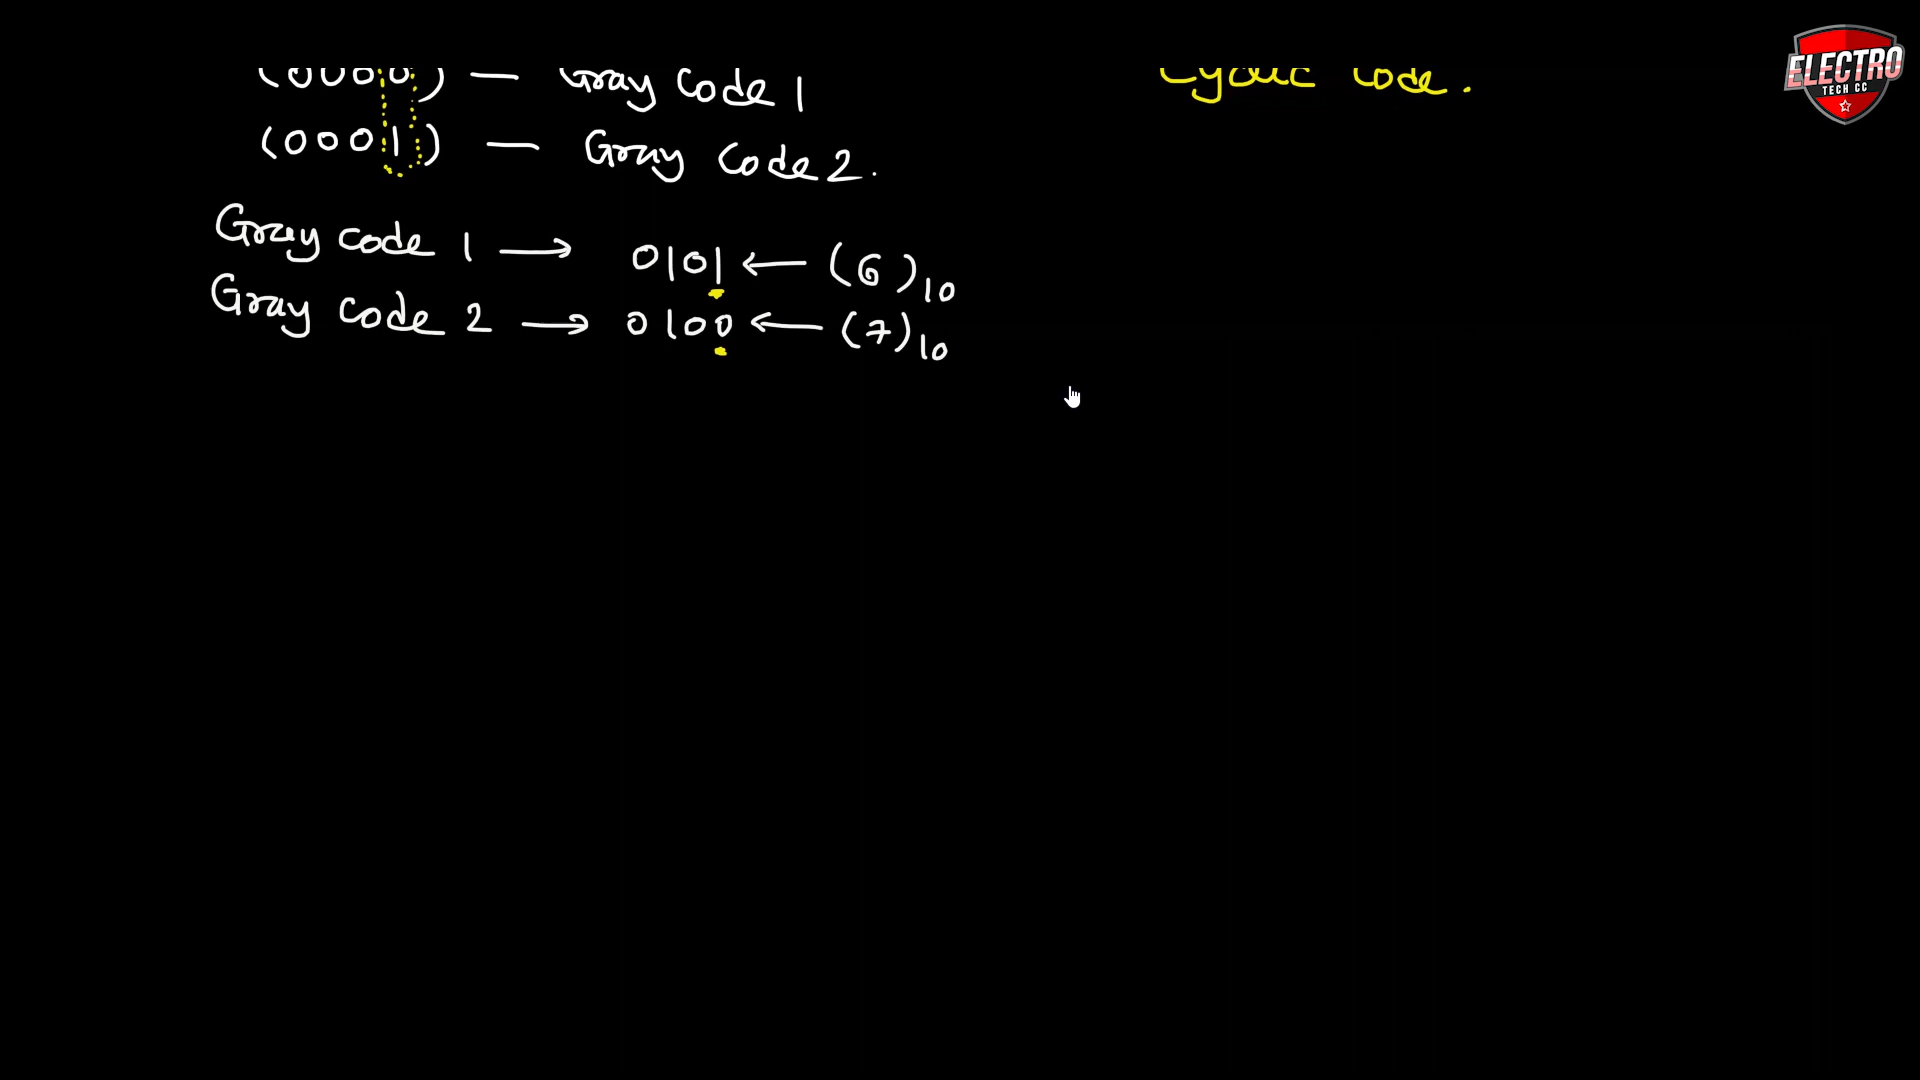 (0000) — Gray Code 1
Cyclic Code.
(0001) — Gray Code 2.
Gray code 1 → 0101 ← (6)10
Gray Code 2 → 0100 ← (7)10
ELECTRO
TECH CC